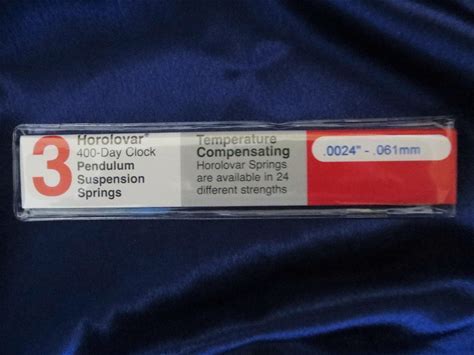 3
Horolovar®
400-Day Clock
Pendulum
Suspension
Springs
Temperature
Compensating
Horolovar Springs
are available in 24
different strengths
.0024" - .061mm